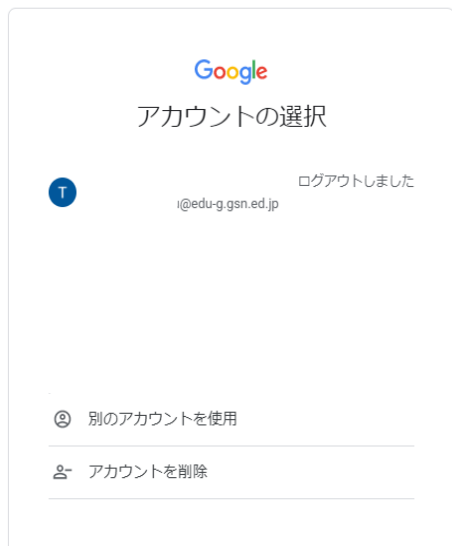 Google
アカウントの選択
T
ログアウトしました
@edu-g.gsn.ed.jp
別のアカウントを使用
アカウントを削除